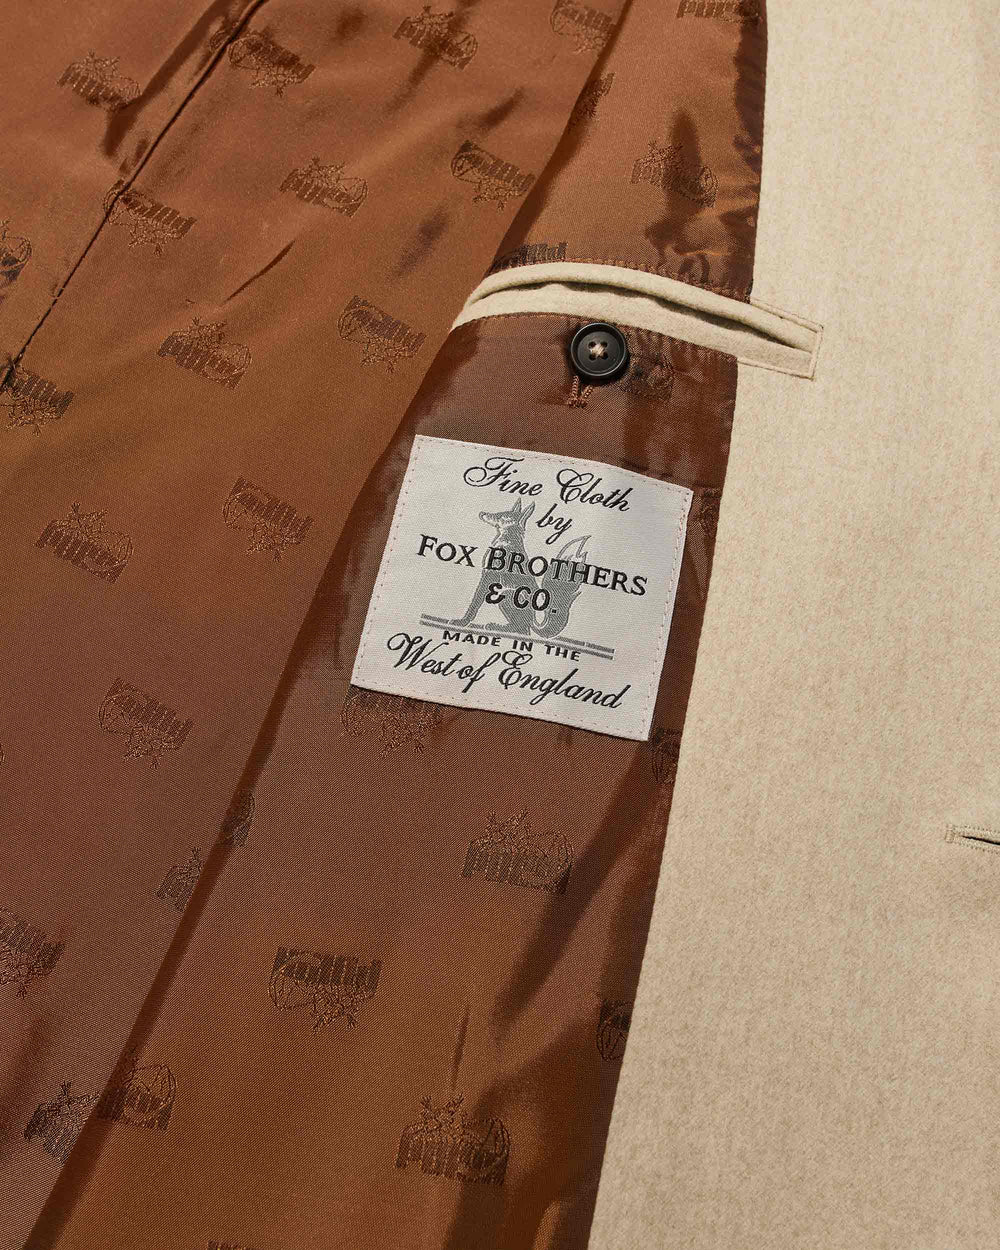 Fine Cloth
by
FOX BROTHERS
& CO.
MADE IN THE
West of England